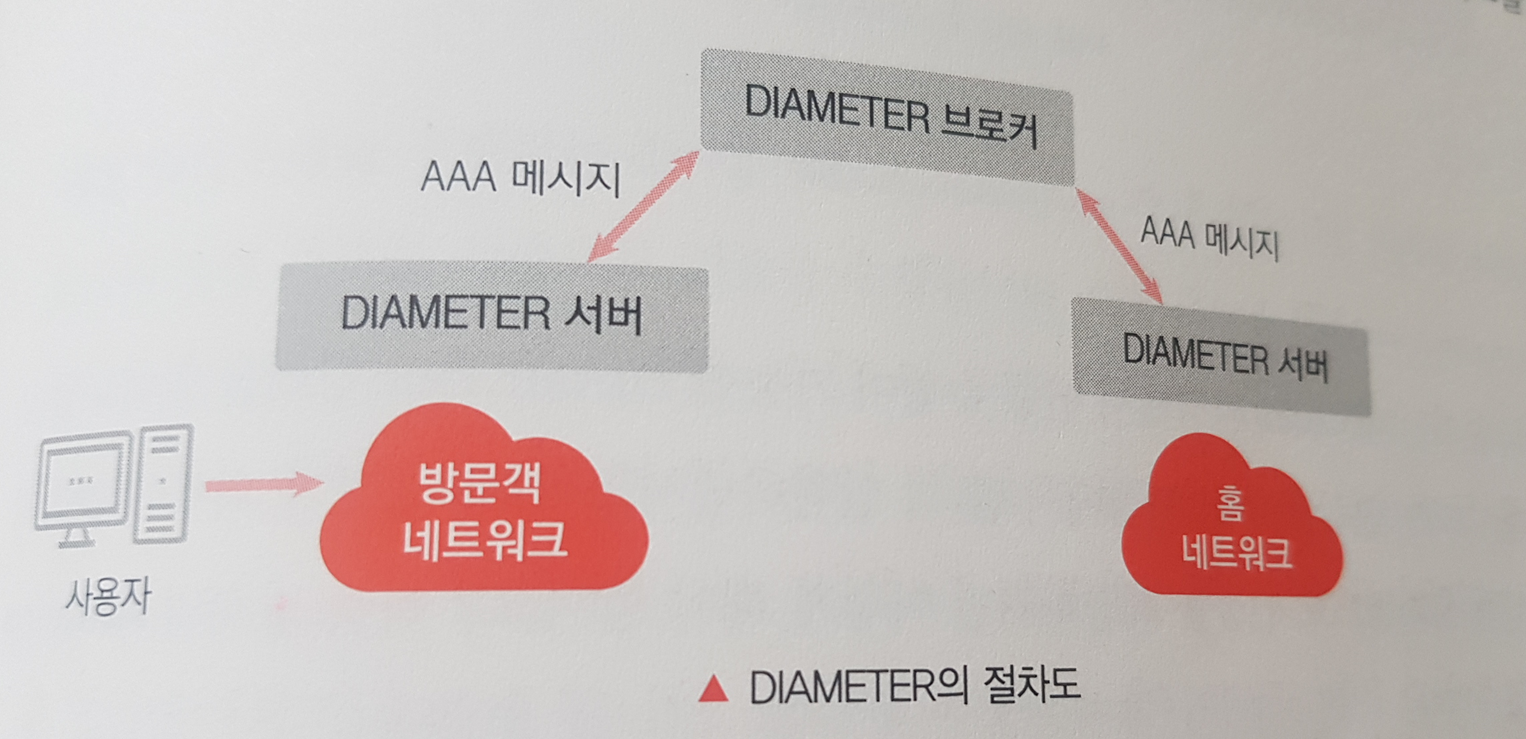 DIAMETER 브로커
AAA 메시지
AAA 메시지
DIAMETER 서버
DIAMETER 서버
방문객
네트워크
홈
네트워크
사용자
▲ DIAMETER의 절차도